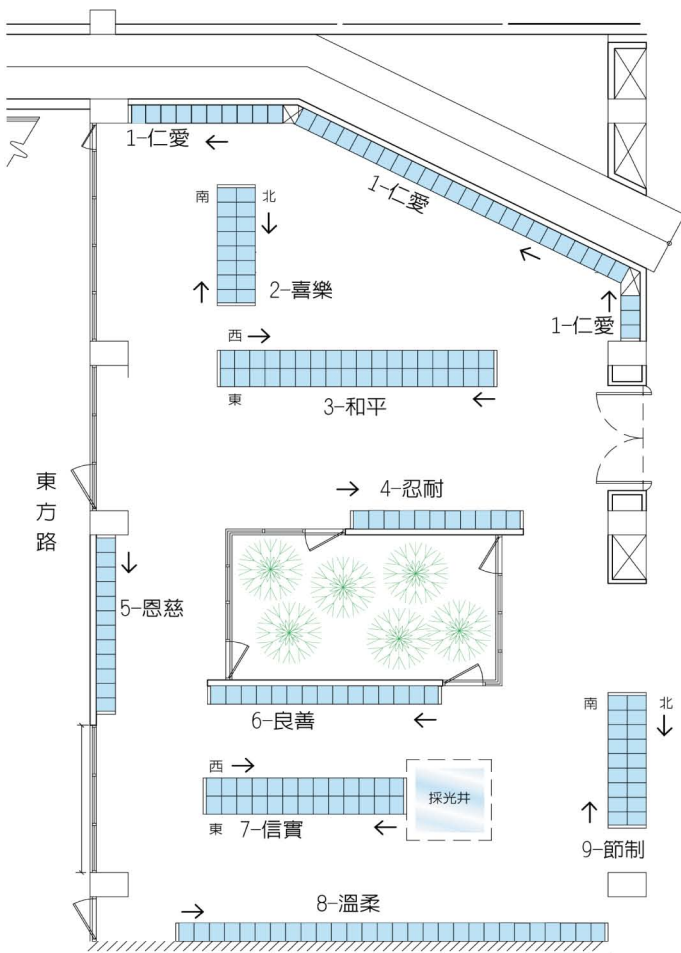 1-仁愛 ←
1-仁愛
←
南 北
↓
↑ 2-喜樂
↑
1-仁愛
西 →
東 3-和平 ←
→ 4-忍耐
東方路
↓
5-恩慈
6-良善 ←
南 北
↓
西 →
採光井
東 7-信實 ←
↑
9-節制
8-溫柔
→